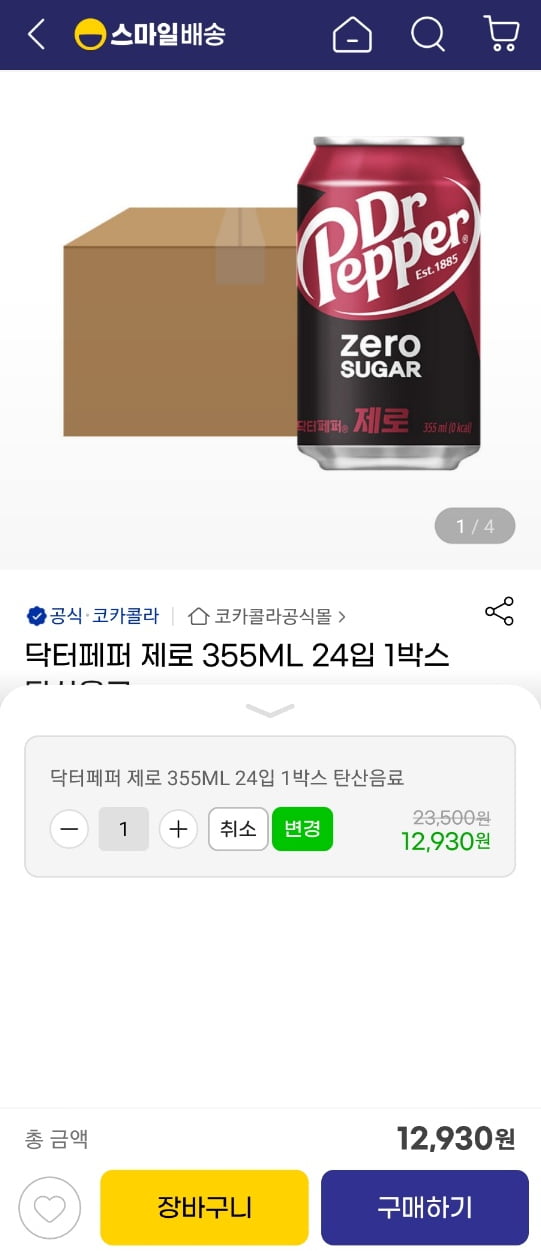 스마일배송
Dr
Pepper®
Est.1885
zero
SUGAR
닥터페퍼® 제로 355 ml (0 kcal)
1 / 4
공식·코카콜라 코카콜라공식몰 >
닥터페퍼 제로 355ML 24입 1박스
탄산음료
닥터페퍼 제로 355ML 24입 1박스 탄산음료
1 취소 변경
23,500원
12,930원
총 금액 12,930원
장바구니 구매하기